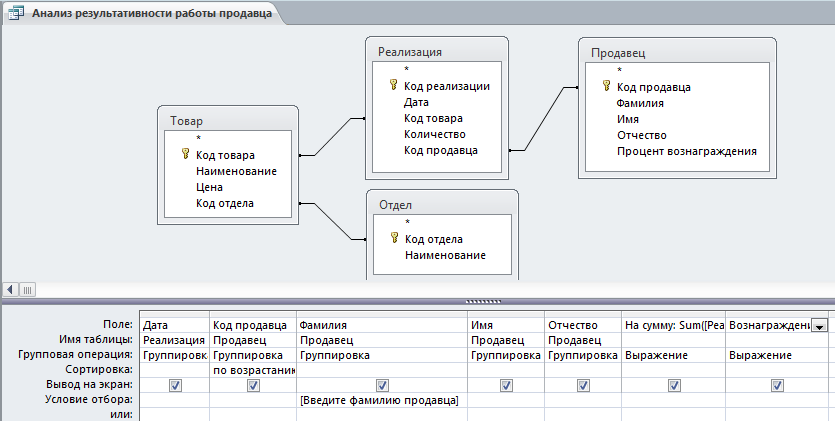 Анализ результативности работы продавца
Реализация
*
Код реализации
Дата
Код товара
Количество
Код продавца
Продавец
*
Код продавца
Фамилия
Имя
Отчество
Процент вознаграждения
Товар
*
Код товара
Наименование
Цена
Код отдела
Отдел
*
Код отдела
Наименование
Поле: Дата Код продавца Фамилия Имя Отчество На сумму: Sum([Реа Вознаграждени
Имя таблицы: Реализация Продавец Продавец Продавец Продавец
Групповая операция: Группировка Группировка Группировка Группировка Группировка Выражение Выражение
Сортировка: по возрастанию
Вывод на экран:
Условие отбора: [Введите фамилию продавца]
или: